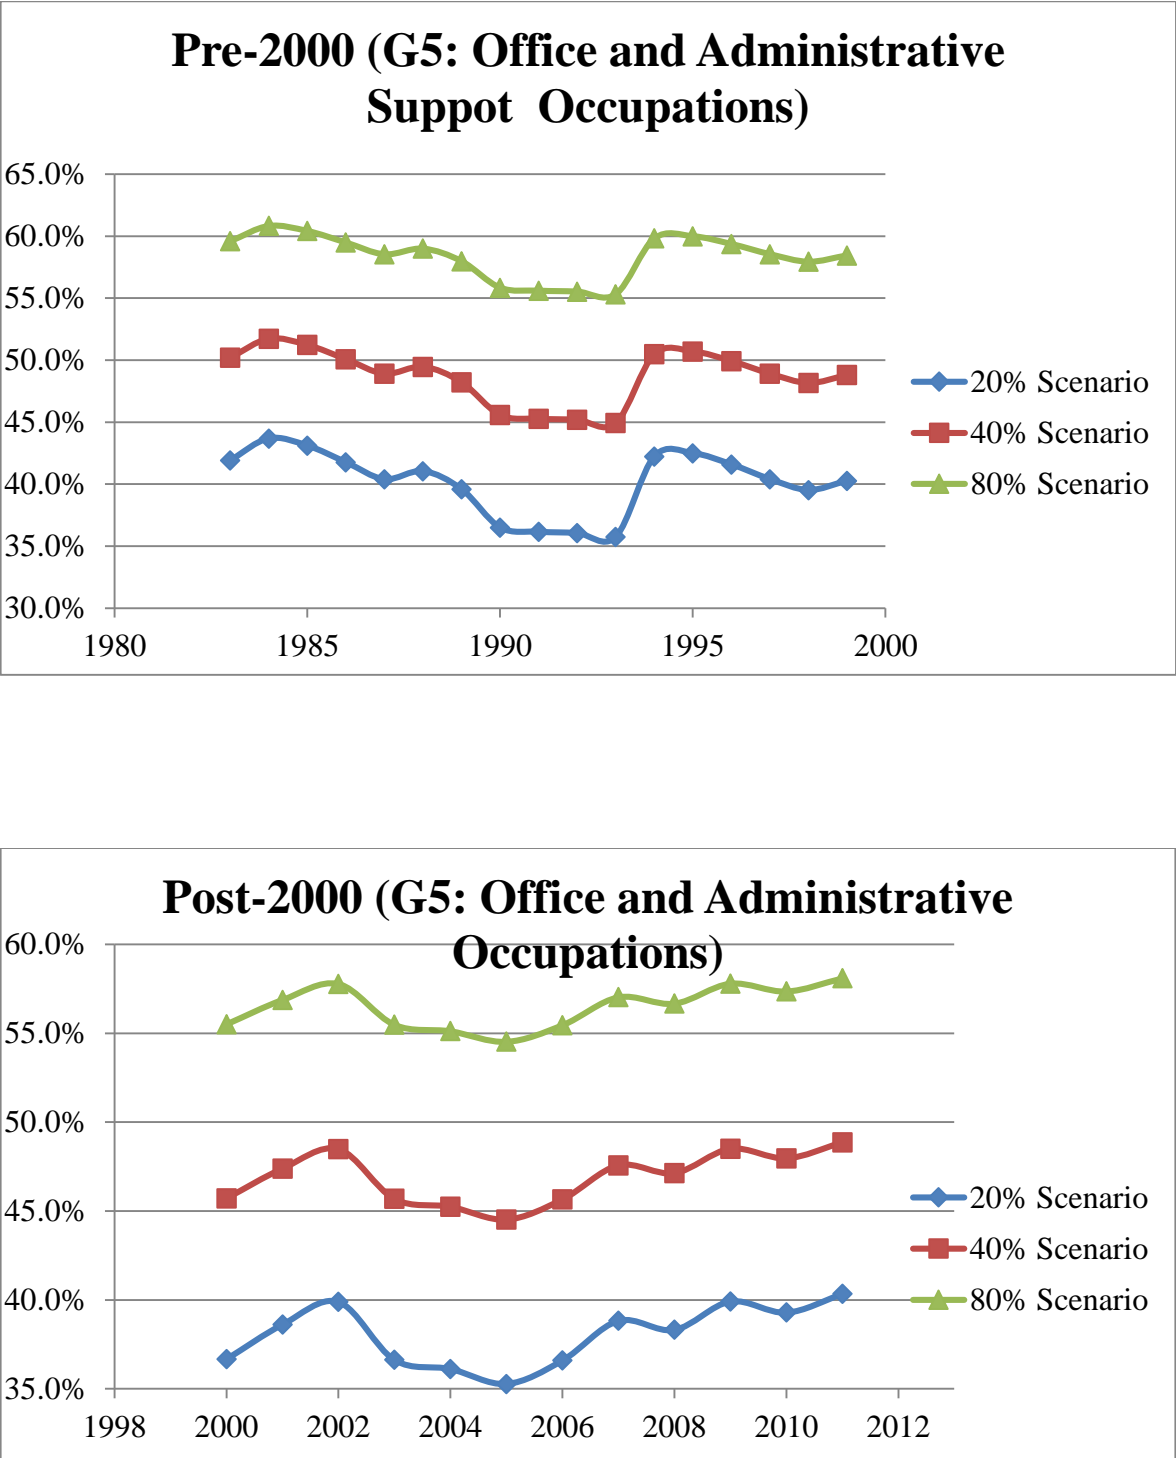 Pre-2000 (G5: Office and Administrative
Suppot  Occupations)
65.0%
60.0%
55.0%
50.0%
45.0%
40.0%
35.0%
30.0%
1980 1985 1990 1995 2000
20% Scenario
40% Scenario
80% Scenario
Post-2000 (G5: Office and Administrative
Occupations)
60.0%
55.0%
50.0%
45.0%
40.0%
35.0%
1998 2000 2002 2004 2006 2008 2010 2012
20% Scenario
40% Scenario
80% Scenario